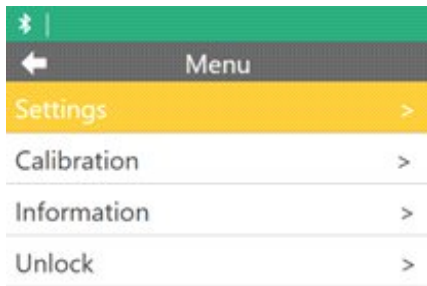 Menu
Settings >
Calibration >
Information >
Unlock >